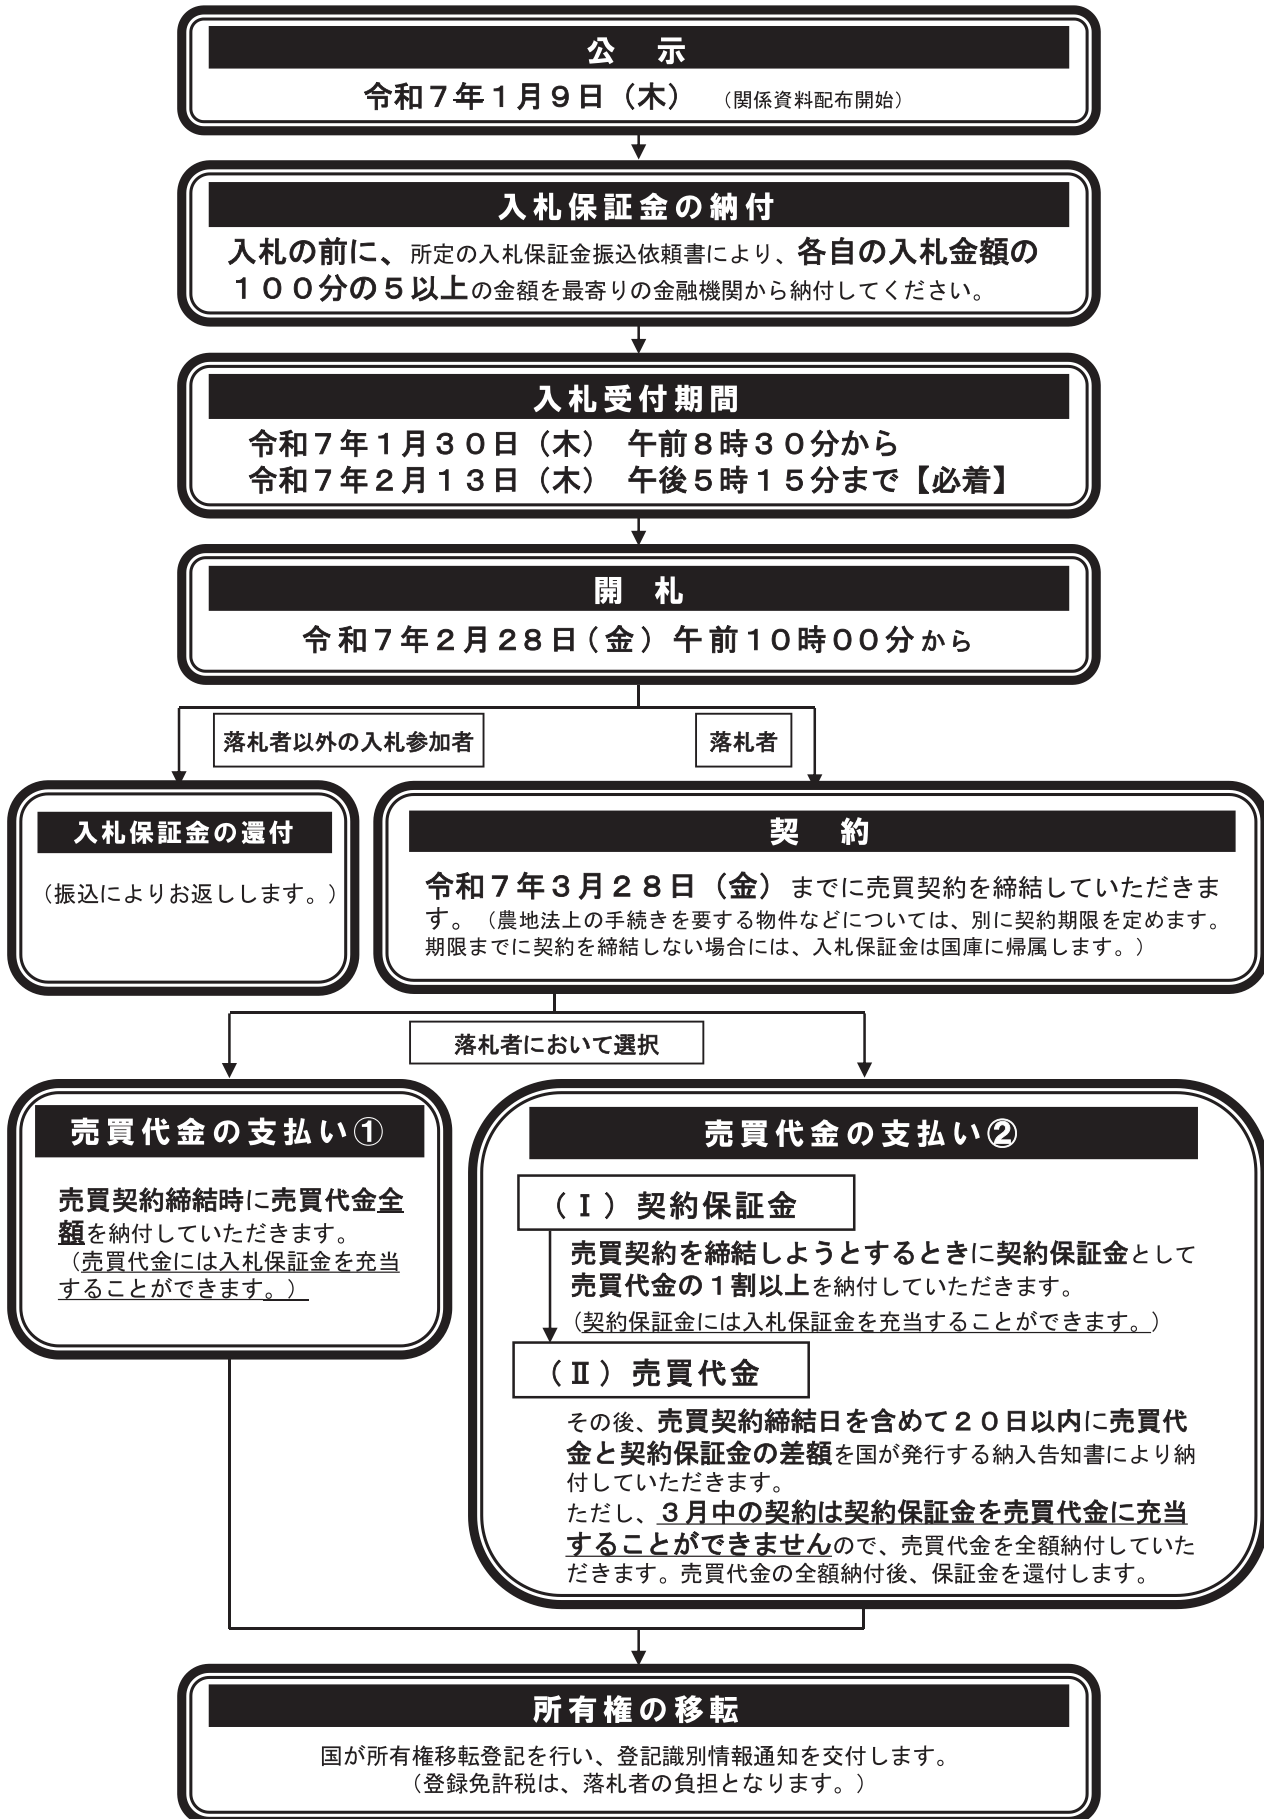 公　示
令和７年１月９日（木）　（関係資料配布開始）
入札保証金の納付
入札の前に、所定の入札保証金振込依頼書により、各自の入札金額の
１００分の５以上の金額を最寄りの金融機関から納付してください。
入札受付期間
令和７年１月３０日（木）　午前８時３０分から
令和７年２月１３日（木）　午後５時１５分まで【必着】
開　札
令和７年２月２８日（金）午前１０時００分から
落札者以外の入札参加者
落札者
入札保証金の還付
（振込によりお返しします。）
契　約
令和７年３月２８日（金）までに売買契約を締結していただきま
す。（農地法上の手続きを要する物件などについては、別に契約期限を定めます。
期限までに契約を締結しない場合には、入札保証金は国庫に帰属します。）
落札者において選択
売買代金の支払い①
売買契約締結時に売買代金全
額を納付していただきます。
（売買代金には入札保証金を充当
することができます。）
売買代金の支払い②
（Ⅰ）契約保証金
売買契約を締結しようとするときに契約保証金として
売買代金の１割以上を納付していただきます。
（契約保証金には入札保証金を充当することができます。）
（Ⅱ）売買代金
その後、売買契約締結日を含めて２０日以内に売買代
金と契約保証金の差額を国が発行する納入告知書により納
付していただきます。
ただし、３月中の契約は契約保証金を売買代金に充当
することができませんので、売買代金を全額納付していた
だきます。売買代金の全額納付後、保証金を還付します。
所有権の移転
国が所有権移転登記を行い、登記識別情報通知を交付します。
（登録免許税は、落札者の負担となります。）